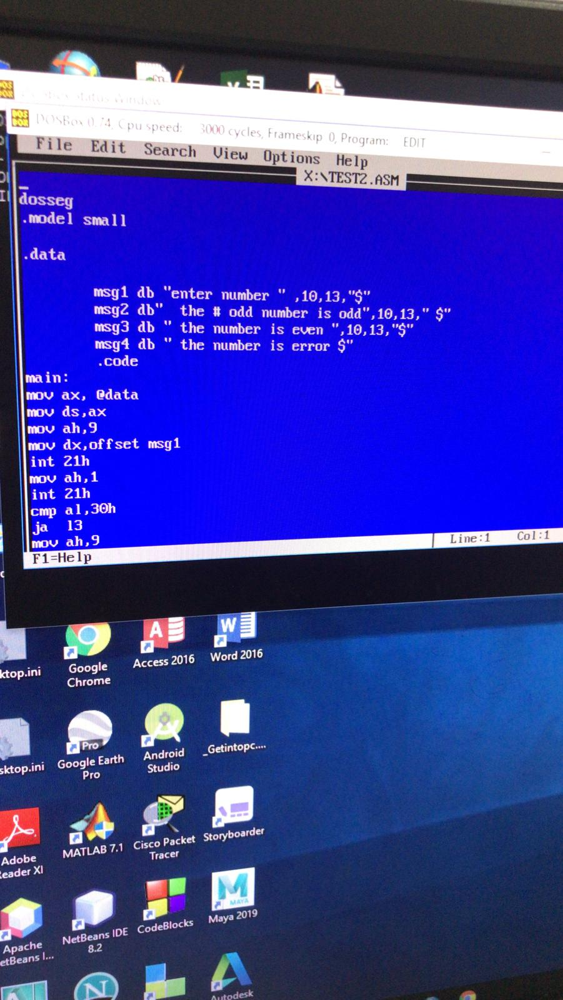 DOSBox Status Window
DOSBox 0.74, Cpu speed: 3000 cycles, Frameskip 0, Program: EDIT
File Edit Search View Options Help
X:\TEST2.ASM
dosseg
.model small
.data
msg1 db "enter number " ,10,13,"$"
msg2 db" the # odd number is odd",10,13," $"
msg3 db " the number is even ",10,13,"$"
msg4 db " the number is error $"
.code
main:
mov ax, @data
mov ds,ax
mov ah,9
mov dx,offset msg1
int 21h
mov ah,1
int 21h
cmp al,30h
ja l3
mov ah,9
F1=Help Line:1 Col:1
ktop.ini
Google
Chrome
Access 2016
Word 2016
sktop.ini
Pro
Google Earth
Pro
Android
Studio
_Getintopc....
Adobe
Reader XI
MATLAB 7.1
Cisco Packet
Tracer
Storyboarder
Apache
etBeans I...
NetBeans IDE
8.2
CodeBlocks
MAYA
Maya 2019
Autodesk